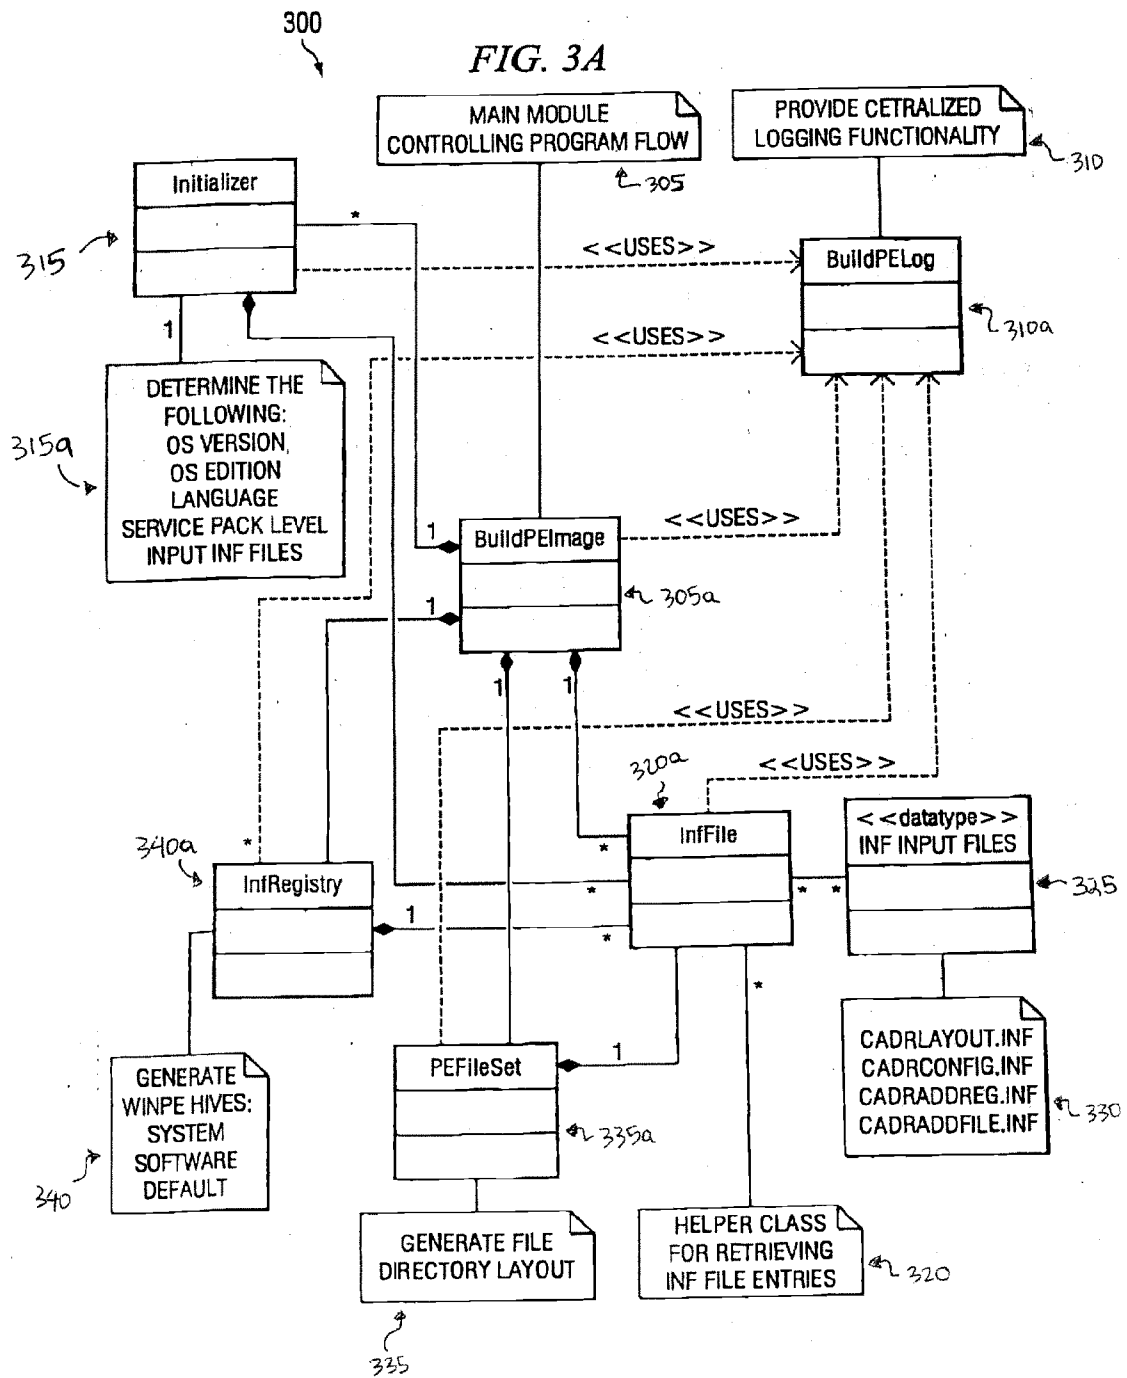 300
FIG. 3A
MAIN MODULE
CONTROLLING PROGRAM FLOW
305
PROVIDE CETRALIZED
LOGGING FUNCTIONALITY
310
Initializer
315
*
<<USES>>
BuildPELog
310a
<<USES>>
1
DETERMINE THE
FOLLOWING:
OS VERSION,
OS EDITION
LANGUAGE
SERVICE PACK LEVEL
INPUT INF FILES
315a
1
BuildPEImage
<<USES>>
305a
1
1
1
<<USES>>
<<USES>>
320a
InfFile
*
<<datatype>>
INF INPUT FILES
325
*
*
*
340a
*
InfRegistry
1
*
*
CADRLAYOUT.INF
CADRCONFIG.INF
CADRADDREG.INF
CADRADDFILE.INF
330
PEFileSet
1
335a
GENERATE
WINPE HIVES:
SYSTEM
SOFTWARE
DEFAULT
340
GENERATE FILE
DIRECTORY LAYOUT
335
HELPER CLASS
FOR RETRIEVING
INF FILE ENTRIES
320